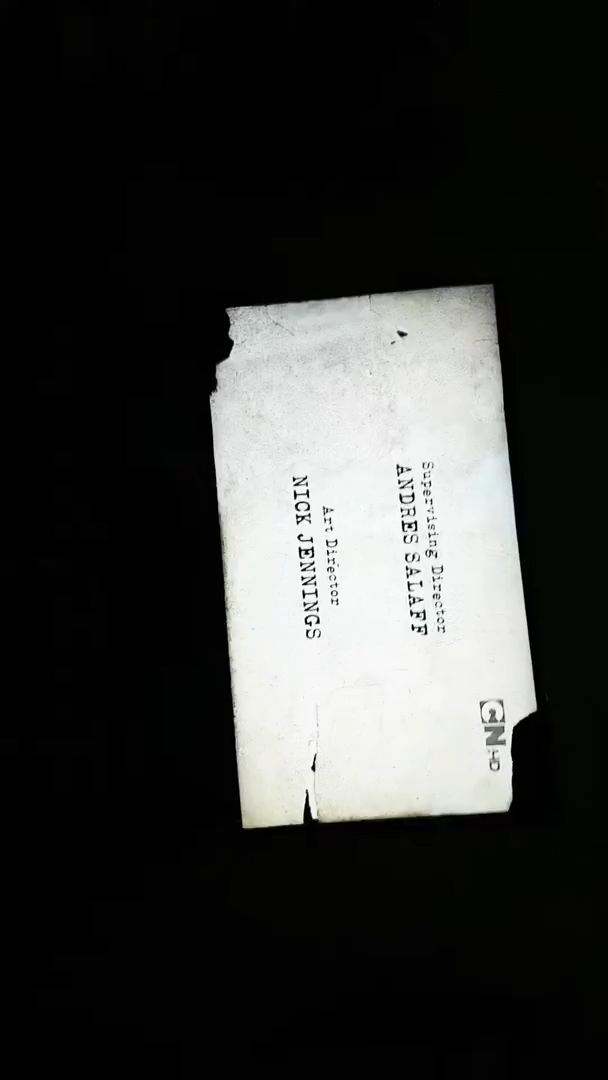 CN HD
Supervising Director
ANDRES SALAFF
Art Director
NICK JENNINGS